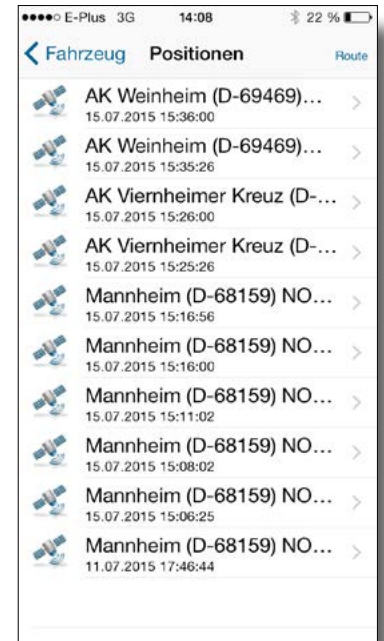 E-Plus 3G 14:08 22 %
Fahrzeug Positionen Route
AK Weinheim (D-69469)...
15.07.2015 15:36:00
AK Weinheim (D-69469)...
15.07.2015 15:35:26
AK Viernheimer Kreuz (D-...
15.07.2015 15:26:00
AK Viernheimer Kreuz (D-...
15.07.2015 15:25:26
Mannheim (D-68159) NO...
15.07.2015 15:16:56
Mannheim (D-68159) NO...
15.07.2015 15:16:00
Mannheim (D-68159) NO...
15.07.2015 15:11:02
Mannheim (D-68159) NO...
15.07.2015 15:08:02
Mannheim (D-68159) NO...
15.07.2015 15:06:25
Mannheim (D-68159) NO...
11.07.2015 17:46:44